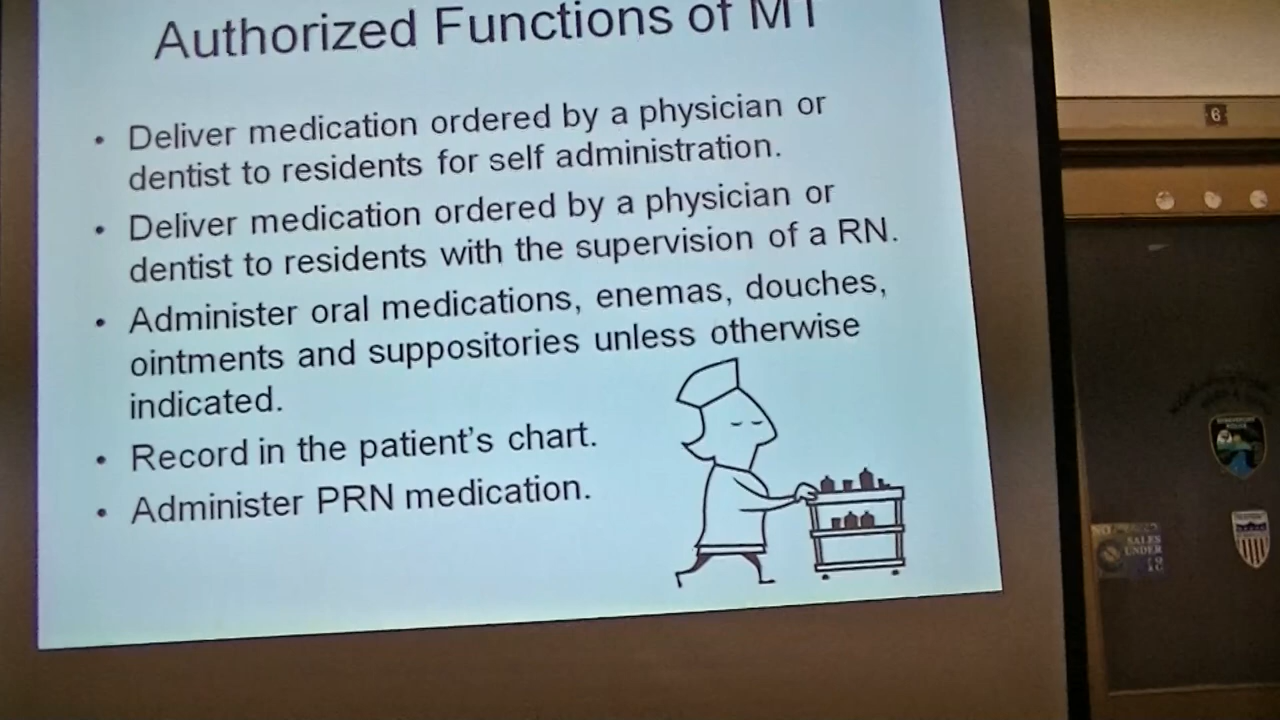 Authorized Functions of MT
• Deliver medication ordered by a physician or
dentist to residents for self administration.
• Deliver medication ordered by a physician or
dentist to residents with the supervision of a RN.
• Administer oral medications, enemas, douches,
ointments and suppositories unless otherwise
indicated.
• Record in the patient's chart.
• Administer PRN medication.
6
SALES
UNDER